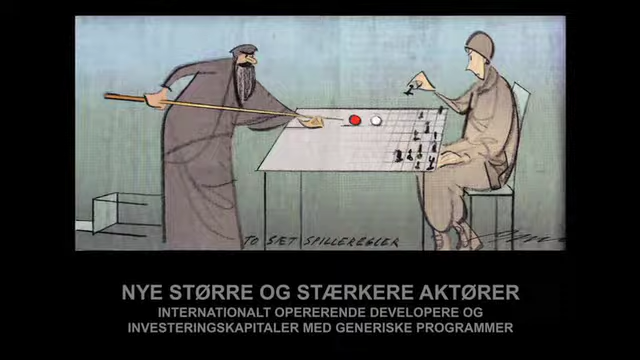 TO SÆT SPILLEREGLER
NYE STØRRE OG STÆRKERE AKTØRER
INTERNATIONALT OPERERENDE DEVELOPERE OG
INVESTERINGSKAPITALER MED GENERISKE PROGRAMMER